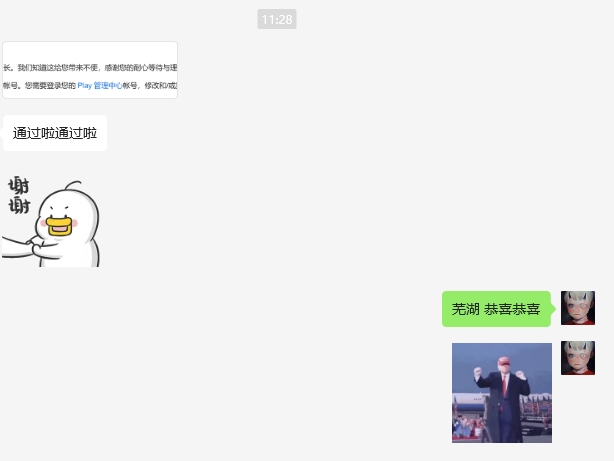 11:28
长。我们知道这给您带来不便，感谢您的耐心等待与理
帐号。您需要登录您的 Play 管理中心帐号，修改和/或
通过啦通过啦
谢
谢
芜湖 恭喜恭喜